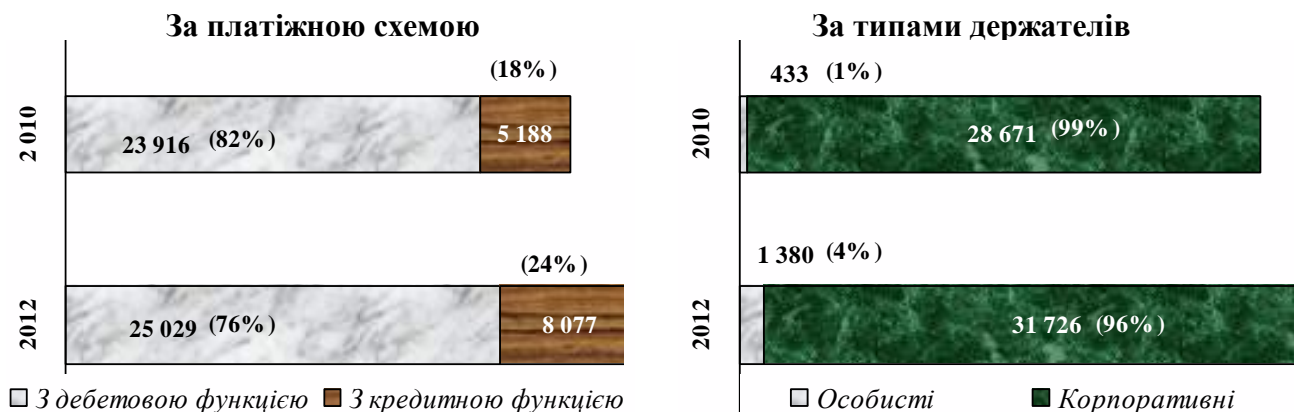 За платіжною схемою
(18%)
2 010
23 916 (82%)
5 188
(24%)
2012
25 029 (76%)
8 077
З дебетовою функцією З кредитною функцією
За типами держателів
433 (1%)
2010
28 671 (99%)
1 380 (4%)
2012
31 726 (96%)
Особисті Корпоративні